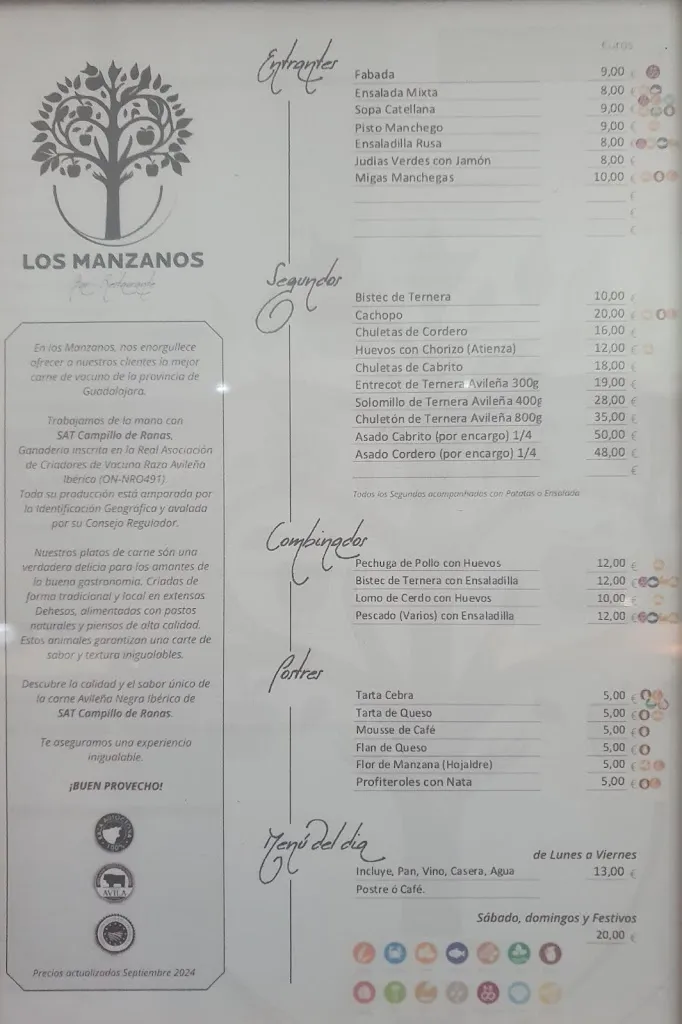 LOS MANZANOS
Bar - Restaurante
En los Manzanos, nos enorgullece
ofrecer a nuestros clientes la mejor
carne de vacuno de la provincia de
Guadalajara.
Trabajamos de la mano con
SAT Campillo de Ranas,
Ganadería inscrita en la Real Asociación
de Criadores de Vacuna Raza Avileña
Ibérica (ON-NRO491)
Toda su producción está amparada por
la Identificación Geográfica y avalada
por su Consejo Regulador.
Nuestros platos de carne són una
verdadera delicia para los amantes de
la buena gastronomia. Criadas de
forma tradicional y local en extensas
Dehesas, alimentadas con pastos
naturales y piensos de alta calidad.
Estos animales garantizan una carte de
sabor y textura inigualables.
Descubre la calidad y el sabor único de
la carne Avileña Negra Ibérica de
SAT Campillo de Ranas.
Te aseguramos una experiencia
inigualable.
¡BUEN PROVECHO!
RAZA AUTOCTONA
100%
AVILA
Precios actualizados Septiembre 2024
Entrantes
Euros
Fabada 9,00 €
Ensalada Mixta 8,00 €
Sopa Catellana 9,00 €
Pisto Manchego 9,00 €
Ensaladilla Rusa 8,00 €
Judias Verdes con Jamón 8,00 €
Migas Manchegas 10,00 €
€
€
€
Segundos
Bistec de Ternera 10,00 €
Cachopo 20,00 €
Chuletas de Cordero 16,00 €
Huevos con Chorizo (Atienza) 12,00 €
Chuletas de Cabrito 18,00 €
Entrecot de Ternera Avileña 300g 19,00 €
Solomillo de Ternera Avileña 400g 28,00 €
Chuletón de Ternera Avileña 800g 35,00 €
Asado Cabrito (por encargo) 1/4 50,00 €
Asado Cordero (por encargo) 1/4 48,00 €
€
Todos los Segundos acompañados con Patatas o Ensalada
Combinados
Pechuga de Pollo con Huevos 12,00 €
Bistec de Ternera con Ensaladilla 12,00 €
Lomo de Cerdo con Huevos 10,00 €
Pescado (Varios) con Ensaladilla 12,00 €
Postres
Tarta Cebra 5,00 €
Tarta de Queso 5,00 €
Mousse de Café 5,00 €
Flan de Queso 5,00 €
Flor de Manzana (Hojaldre) 5,00 €
Profiteroles con Nata 5,00 €
Menú del dia
de Lunes a Viernes
Incluye, Pan, Vino, Casera, Agua 13,00 €
Postre ó Café.
Sábado, domingos y Festivos
20,00 €